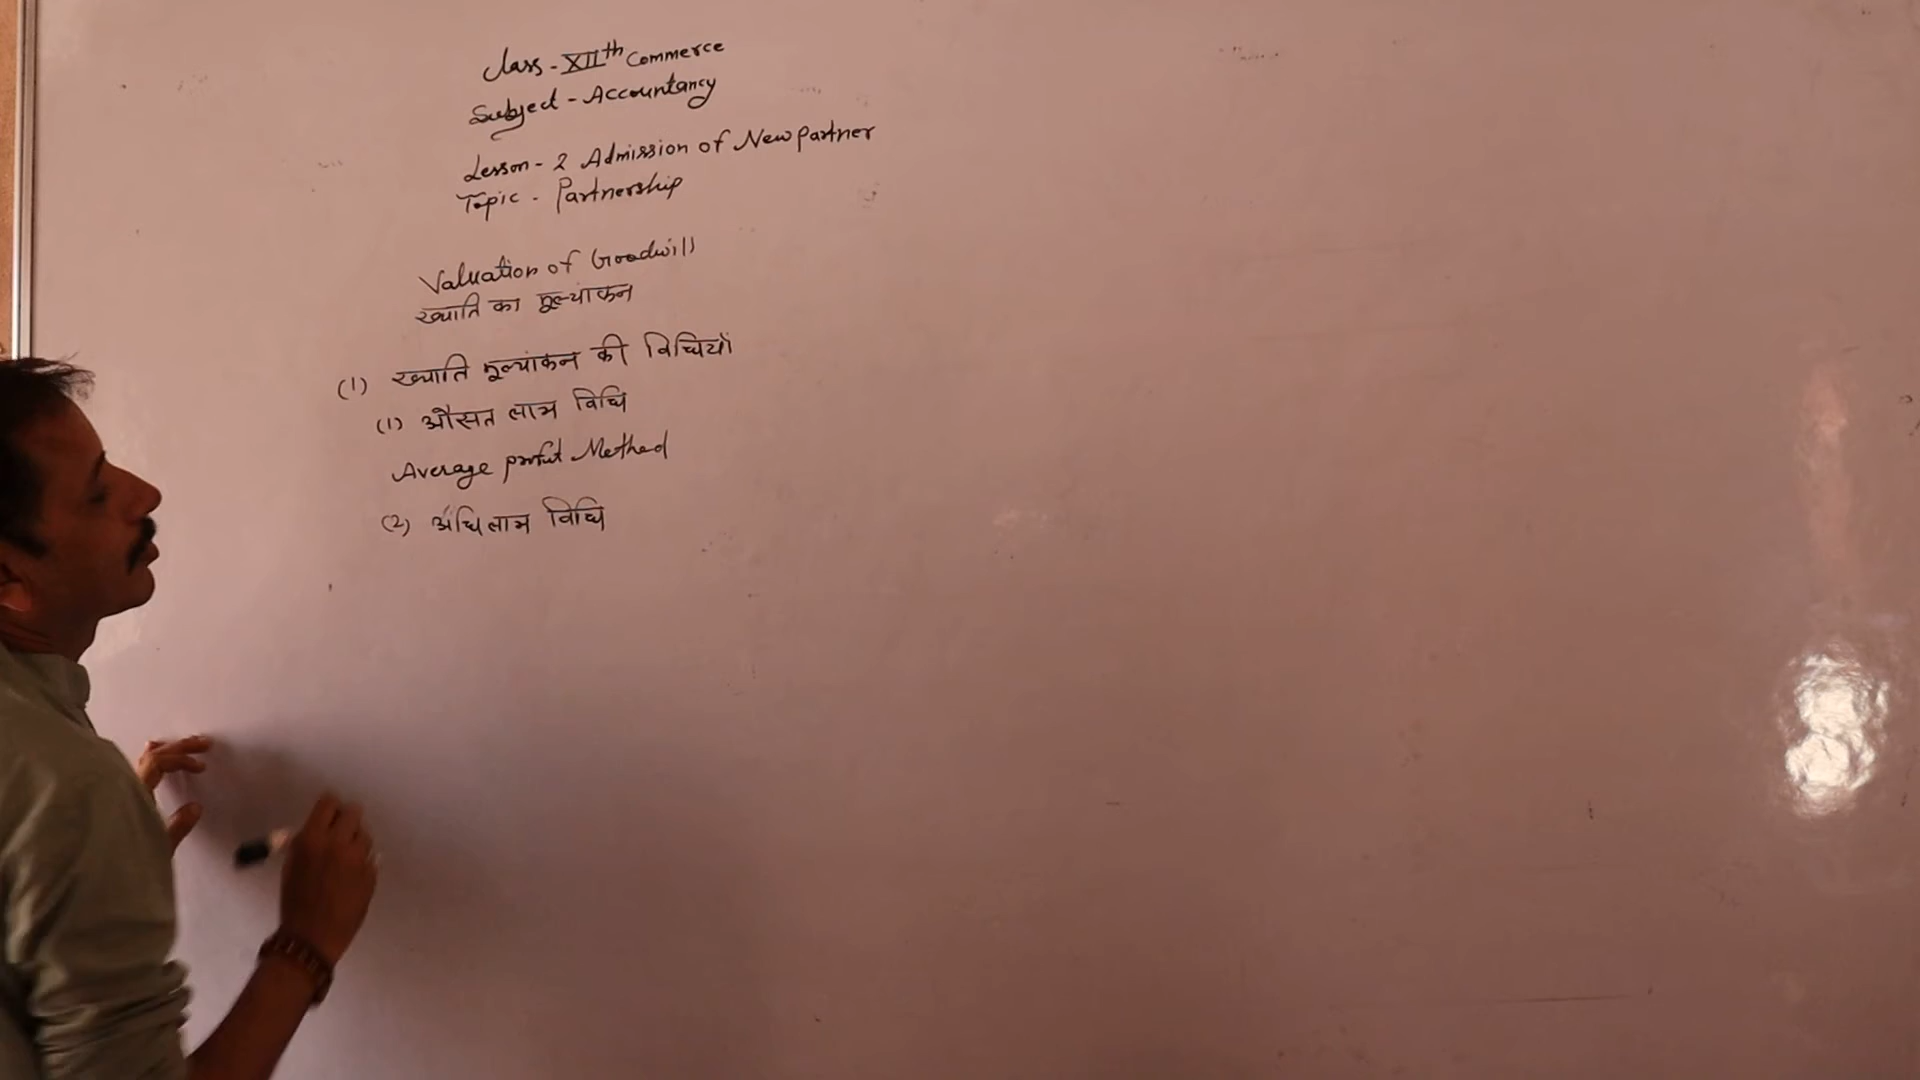 Class - XIIth Commerce
Subject - Accountancy
Lesson - 2 Admission of New partner
Topic - Partnership
Valuation of Goodwill
ख्याति का मूल्यांकन
(1) ख्याति मूल्यांकन की विधियाँ
(1) औसत लाभ विधि
Average profit Method
(2) अधिलाभ विधि